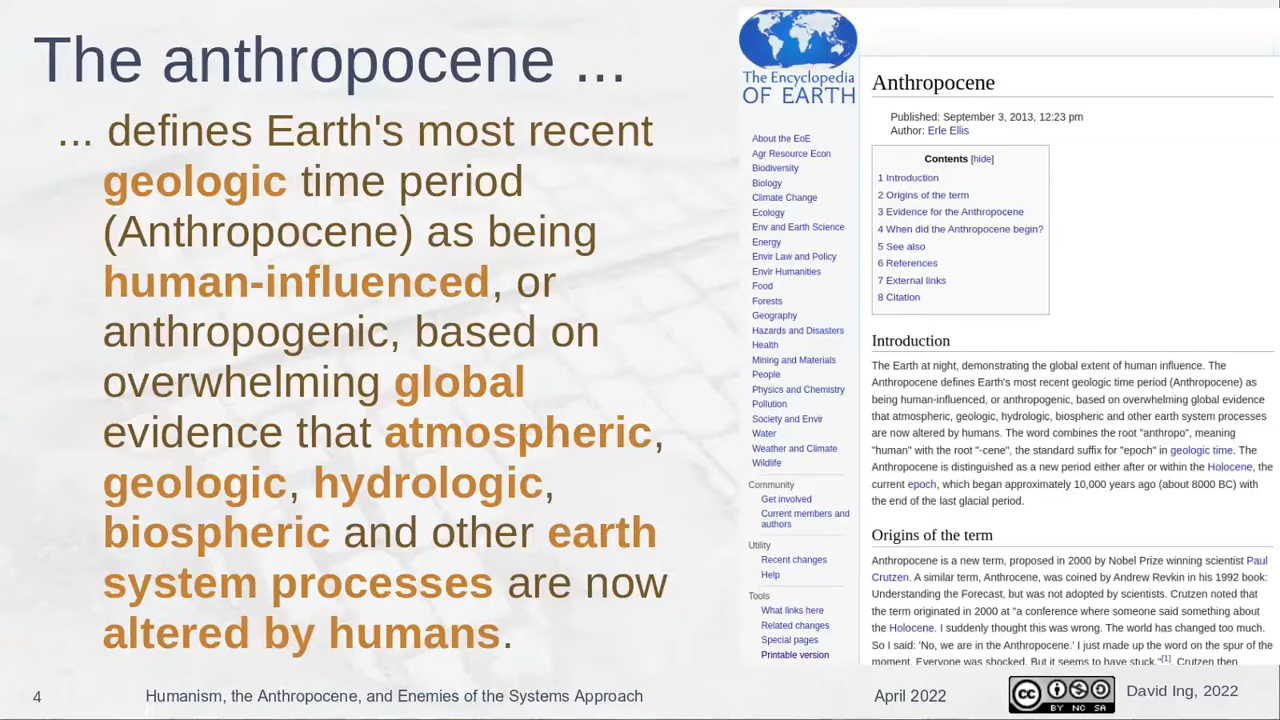 The anthropocene ...
... defines Earth's most recent
geologic time period
(Anthropocene) as being
human-influenced, or
anthropogenic, based on
overwhelming global
evidence that atmospheric,
geologic, hydrologic,
biospheric and other earth
system processes are now
altered by humans.
The Encyclopedia
OF EARTH
About the EoE
Agr Resource Econ
Biodiversity
Biology
Climate Change
Ecology
Env and Earth Science
Energy
Envir Law and Policy
Envir Humanities
Food
Forests
Geography
Hazards and Disasters
Health
Mining and Materials
People
Physics and Chemistry
Pollution
Society and Envir
Water
Weather and Climate
Wildlife
Community
Get involved
Current members and
authors
Utility
Recent changes
Help
Tools
What links here
Related changes
Special pages
Printable version
Anthropocene
Published: September 3, 2013, 12:23 pm
Author: Erle Ellis
Contents [hide]
1 Introduction
2 Origins of the term
3 Evidence for the Anthropocene
4 When did the Anthropocene begin?
5 See also
6 References
7 External links
8 Citation
Introduction
The Earth at night, demonstrating the global extent of human influence. The
Anthropocene defines Earth's most recent geologic time period (Anthropocene) as
being human-influenced, or anthropogenic, based on overwhelming global evidence
that atmospheric, geologic, hydrologic, biospheric and other earth system processes
are now altered by humans. The word combines the root "anthropo", meaning
"human" with the root "-cene", the standard suffix for "epoch" in geologic time. The
Anthropocene is distinguished as a new period either after or within the Holocene, the
current epoch, which began approximately 10,000 years ago (about 8000 BC) with
the end of the last glacial period.
Origins of the term
Anthropocene is a new term, proposed in 2000 by Nobel Prize winning scientist Paul
Crutzen. A similar term, Anthrocene, was coined by Andrew Revkin in his 1992 book:
Understanding the Forecast, but was not adopted by scientists. Crutzen noted that
the term originated in 2000 at "a conference where someone said something about
the Holocene. I suddenly thought this was wrong. The world has changed too much.
So I said: 'No, we are in the Anthropocene.' I just made up the word on the spur of the
moment. Everyone was shocked. But it seems to have stuck."[1] Crutzen then
4
Humanism, the Anthropocene, and Enemies of the Systems Approach
April 2022
cc
BY NC SA
David Ing, 2022